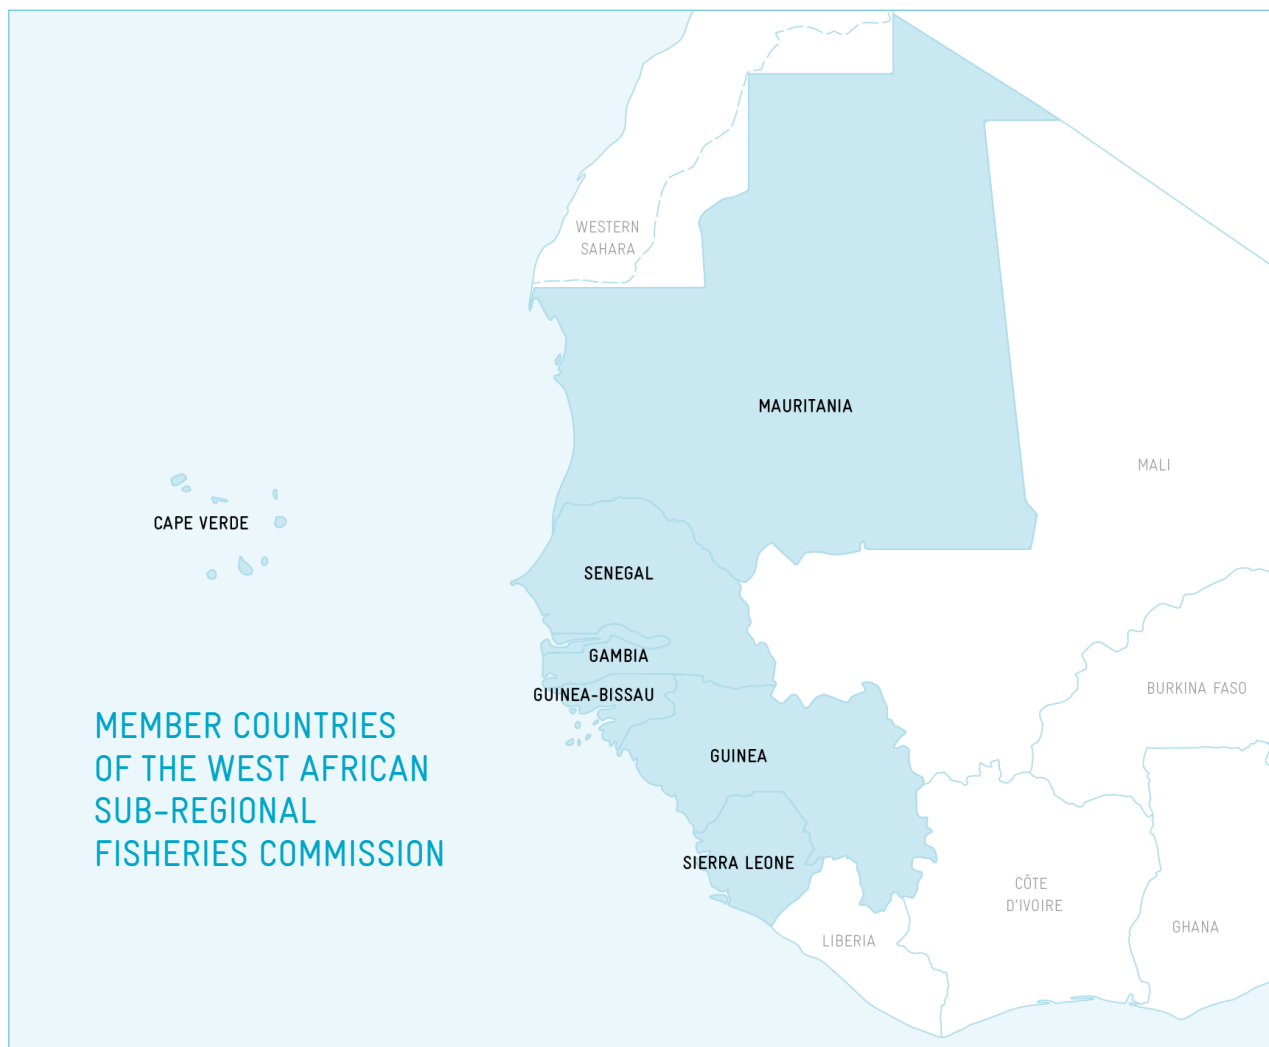 WESTERN
SAHARA
MAURITANIA
MALI
CAPE VERDE
SENEGAL
GAMBIA
GUINEA-BISSAU
BURKINA FASO
MEMBER COUNTRIES
OF THE WEST AFRICAN
SUB-REGIONAL
FISHERIES COMMISSION
GUINEA
SIERRA LEONE
CÔTE
D'IVOIRE
LIBERIA
GHANA